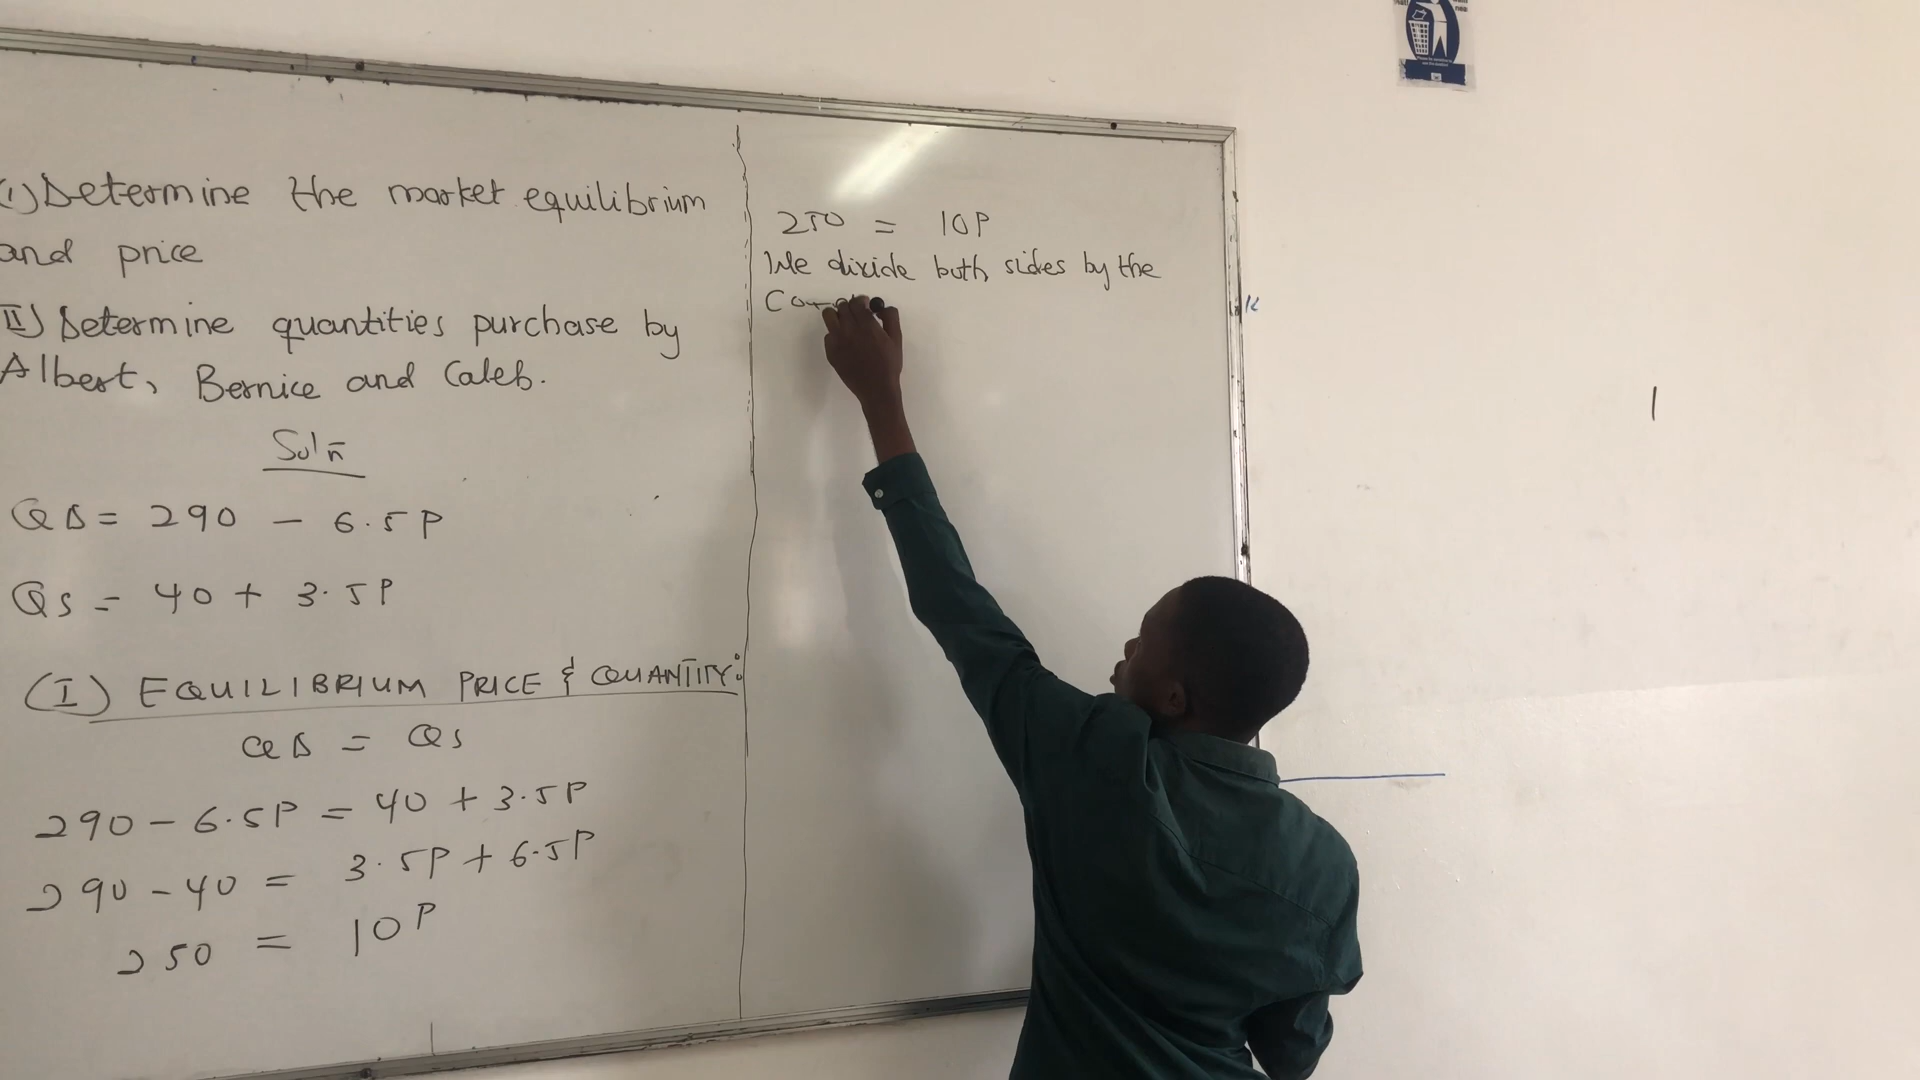 (I) Determine the market equilibrium
and price
II) Determine quantities purchase by
Albert, Bernice and Caleb.
Sol'n
QD = 290 - 6.5P
QS = 40 + 3.5P
(I) EQUILIBRIUM PRICE & QUANTITY:
QD = QS
290 - 6.5P = 40 + 3.5P
290 - 40 = 3.5P + 6.5P
250 = 10P
250 = 10P
We divide both sides by the